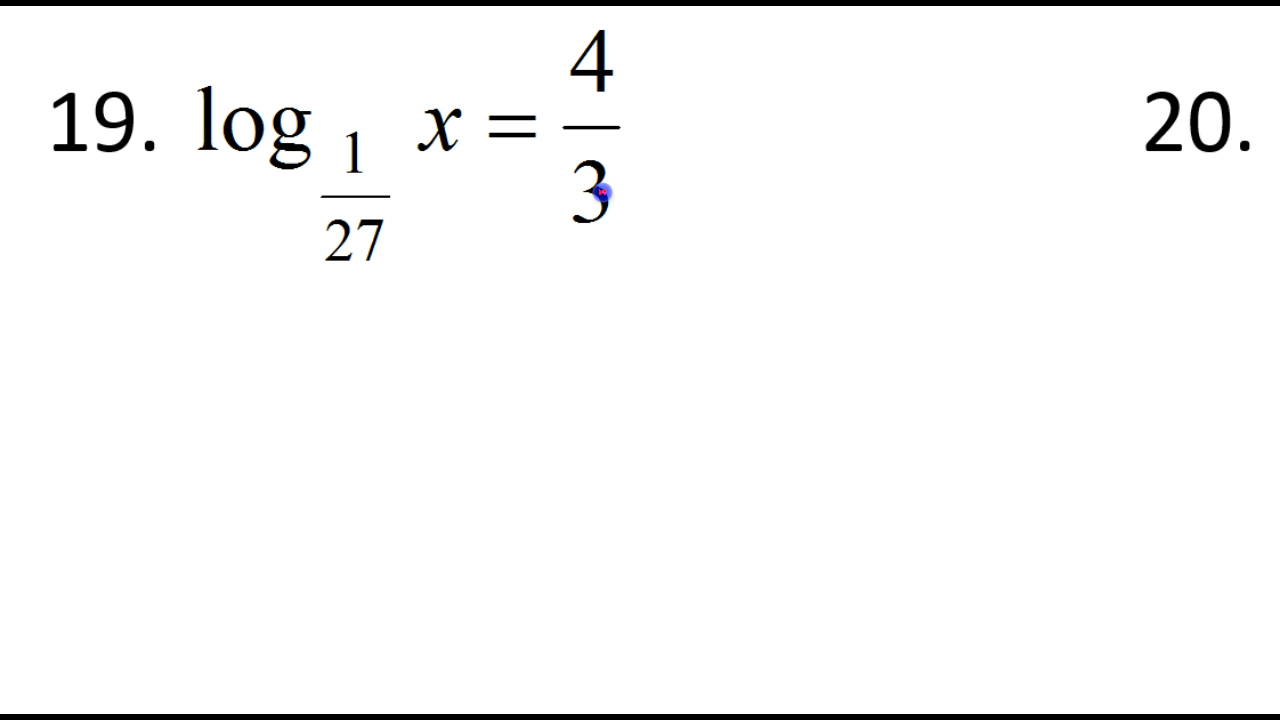 19. log_{1/27} x = 4/3
20.